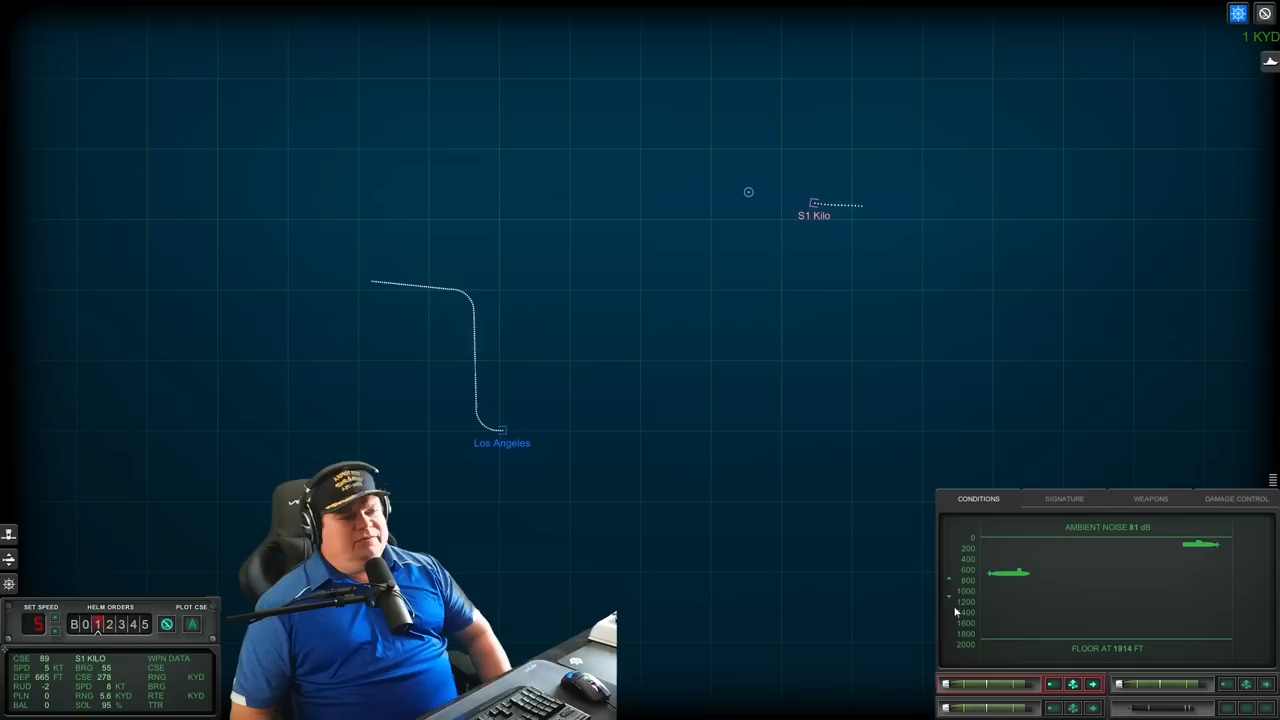 1 KYD
S1 Kilo
Los Angeles
CONDITIONS SIGNATURE WEAPONS DAMAGE CONTROL
AMBIENT NOISE 81 dB
0
200
400
600
800
1000
1200
1400
1600
1800
2000
FLOOR AT 1914 FT
SET SPEED HELM ORDERS PLOT CSE
5 B 0 1 2 3 4 5 A
CSE 89 S1 KILO WPN DATA
SPD 5 KT BRG 55 CSE
DEP 665 FT CSE 278 RNG KYD
RUD -2 SPD 8 KT BRG
PLN 0 RNG 5.6 KYD RTE KYD
BAL 0 SOL 95 % TTR